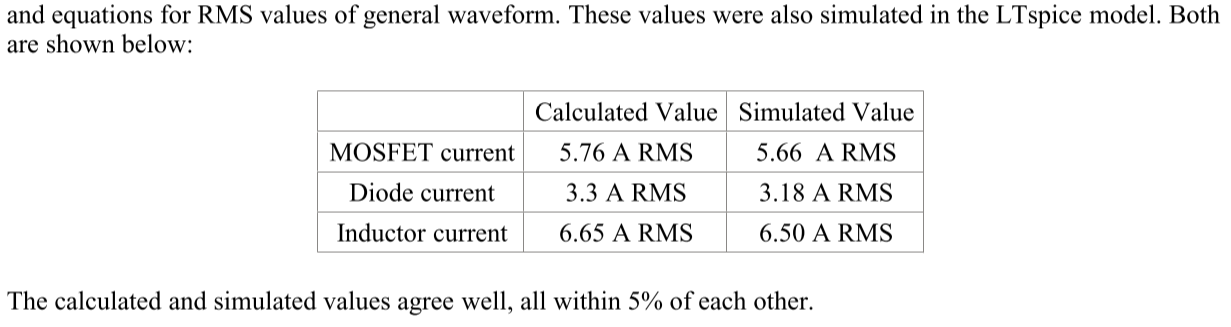 and equations for RMS values of general waveform. These values were also simulated in the LTspice model. Both
are shown below:
Calculated Value Simulated Value
MOSFET current 5.76 A RMS 5.66 A RMS
Diode current 3.3 A RMS 3.18 A RMS
Inductor current 6.65 A RMS 6.50 A RMS
The calculated and simulated values agree well, all within 5% of each other.